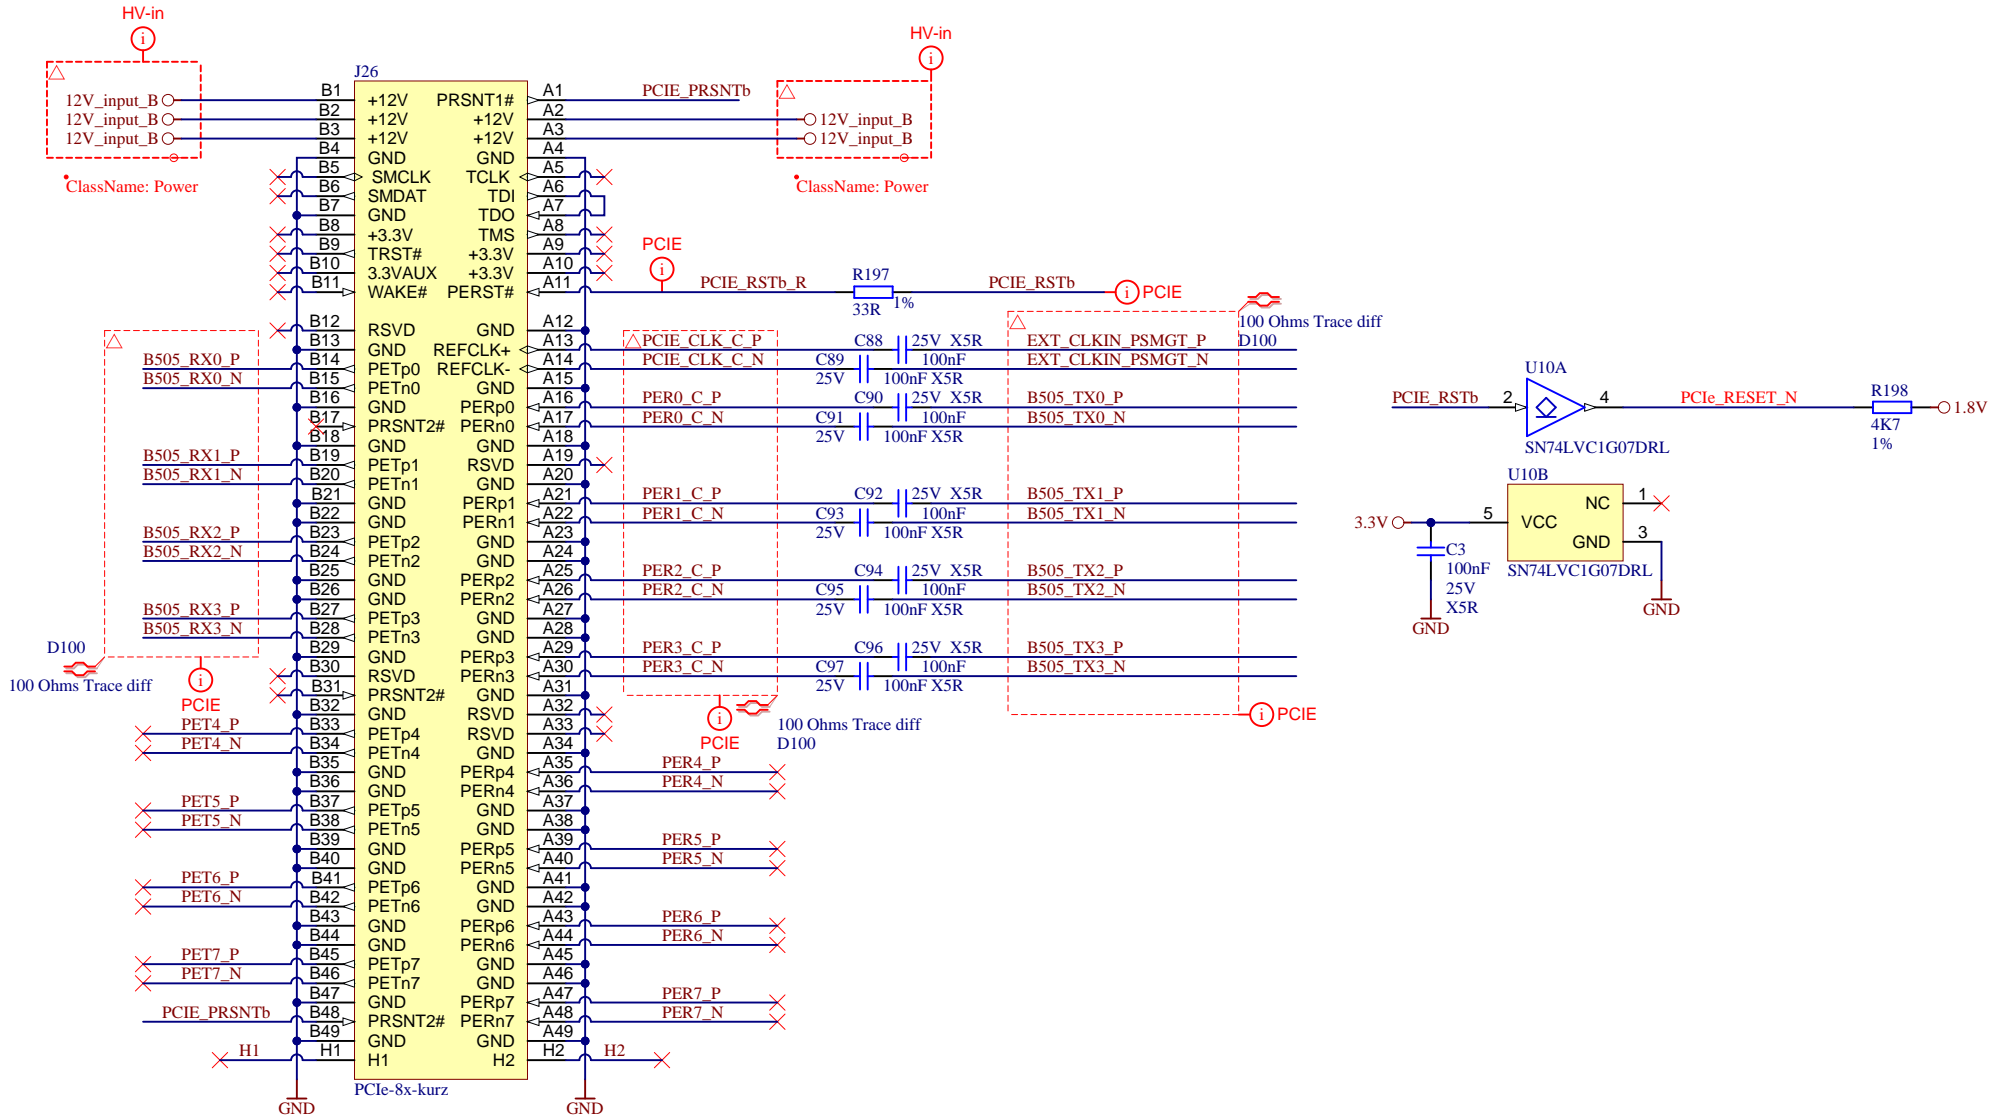 HV-in
12V_input_B
12V_input_B
12V_input_B
ClassName: Power
HV-in
12V_input_B
12V_input_B
ClassName: Power
J26
B1 +12V PRSNT1# A1 PCIE_PRSNTb
B2 +12V +12V A2
B3 +12V +12V A3
B4 GND GND A4
B5 SMCLK TCLK A5
B6 SMDAT TDI A6
B7 GND TDO A7
B8 +3.3V TMS A8
B9 TRST# +3.3V A9
B10 3.3VAUX +3.3V A10
B11 WAKE# PERST# A11 PCIE_RSTb_R R197 33R 1% PCIE_RSTb PCIE
PCIE
B12 RSVD GND A12
B13 GND REFCLK+ A13 PCIE_CLK_C_P C88 25V X5R 100nF EXT_CLKIN_PSMGT_P
B505_RX0_P B14 PETp0 REFCLK- A14 PCIE_CLK_C_N C89 25V 100nF X5R EXT_CLKIN_PSMGT_N
B505_RX0_N B15 PETn0 GND A15
B16 GND PERp0 A16 PER0_C_P C90 25V X5R 100nF B505_TX0_P
B17 PRSNT2# PERn0 A17 PER0_C_N C91 25V 100nF X5R B505_TX0_N
B18 GND GND A18
B505_RX1_P B19 PETp1 RSVD A19
B505_RX1_N B20 PETn1 GND A20
B21 GND PERp1 A21 PER1_C_P C92 25V X5R 100nF B505_TX1_P
B22 GND PERn1 A22 PER1_C_N C93 25V 100nF X5R B505_TX1_N
B505_RX2_P B23 PETp2 GND A23
B505_RX2_N B24 PETn2 GND A24
B25 GND PERp2 A25 PER2_C_P C94 25V X5R 100nF B505_TX2_P
B26 GND PERn2 A26 PER2_C_N C95 25V 100nF X5R B505_TX2_N
B505_RX3_P B27 PETp3 GND A27
B505_RX3_N B28 PETn3 GND A28
B29 GND PERp3 A29 PER3_C_P C96 25V X5R 100nF B505_TX3_P
B30 RSVD PERn3 A30 PER3_C_N C97 25V 100nF X5R B505_TX3_N
B31 PRSNT2# GND A31
B32 GND RSVD A32
PET4_P B33 PETp4 RSVD A33
PET4_N B34 PETn4 GND A34
B35 GND PERp4 A35 PER4_P
B36 GND PERn4 A36 PER4_N
PET5_P B37 PETp5 GND A37
PET5_N B38 PETn5 GND A38
B39 GND PERp5 A39 PER5_P
B40 GND PERn5 A40 PER5_N
PET6_P B41 PETp6 GND A41
PET6_N B42 PETn6 GND A42
B43 GND PERp6 A43 PER6_P
B44 GND PERn6 A44 PER6_N
PET7_P B45 PETp7 GND A45
PET7_N B46 PETn7 GND A46
B47 GND PERp7 A47 PER7_P
PCIE_PRSNTb B48 PRSNT2# PERn7 A48 PER7_N
B49 GND GND A49
H1 H1 H1 H2 H2 H2
PCIe-8x-kurz
GND
GND
D100
100 Ohms Trace diff
PCIE
100 Ohms Trace diff
D100
PCIE
100 Ohms Trace diff
D100
PCIE
U10A
PCIE_RSTb 2 4 PCIe_RESET_N R198 1.8V
4K7
1%
SN74LVC1G07DRL
U10B
NC 1
3.3V 5 VCC
GND 3
SN74LVC1G07DRL
C3
100nF
25V
X5R
GND
GND